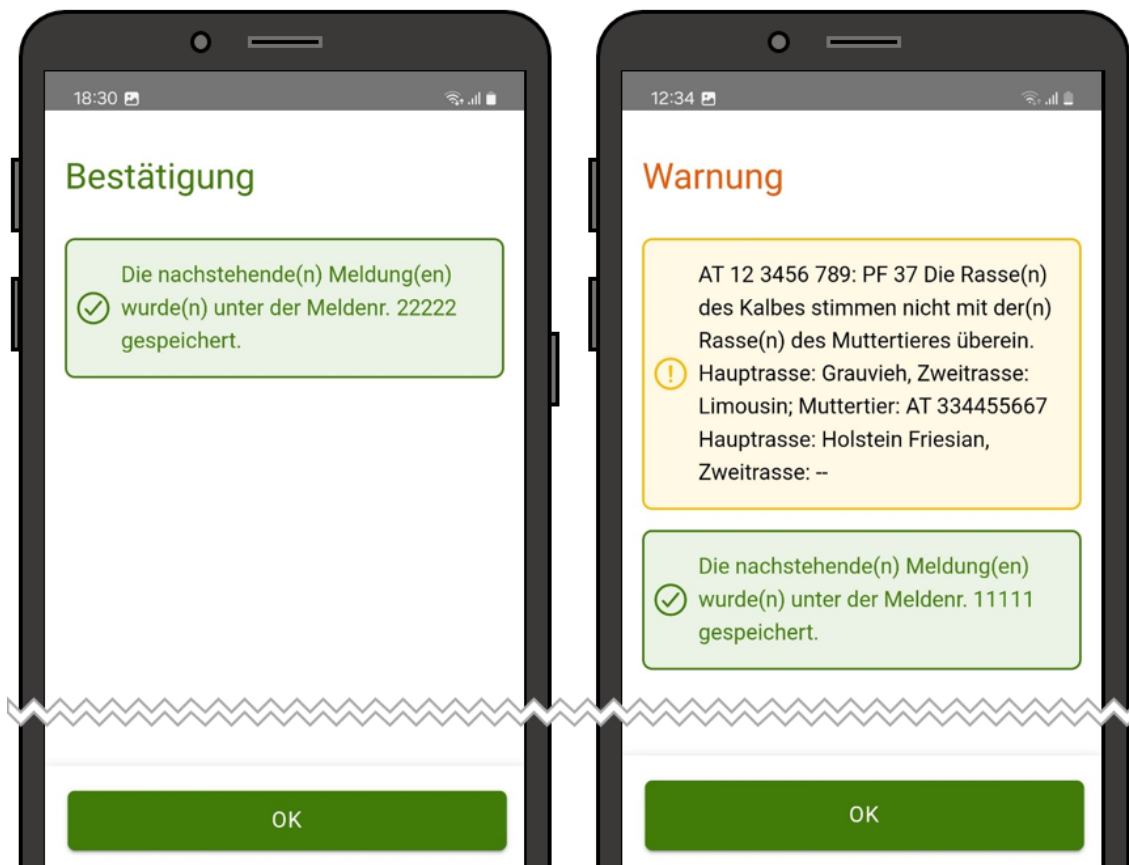 18:30
Bestätigung
Die nachstehende(n) Meldung(en)
wurde(n) unter der Meldenr. 22222
gespeichert.
OK
12:34
Warnung
AT 12 3456 789: PF 37 Die Rasse(n)
des Kalbes stimmen nicht mit der(n)
Rasse(n) des Muttertieres überein.
Hauptrasse: Grauvieh, Zweitrasse:
Limousin; Muttertier: AT 334455667
Hauptrasse: Holstein Friesian,
Zweitrasse: --
Die nachstehende(n) Meldung(en)
wurde(n) unter der Meldenr. 11111
gespeichert.
OK